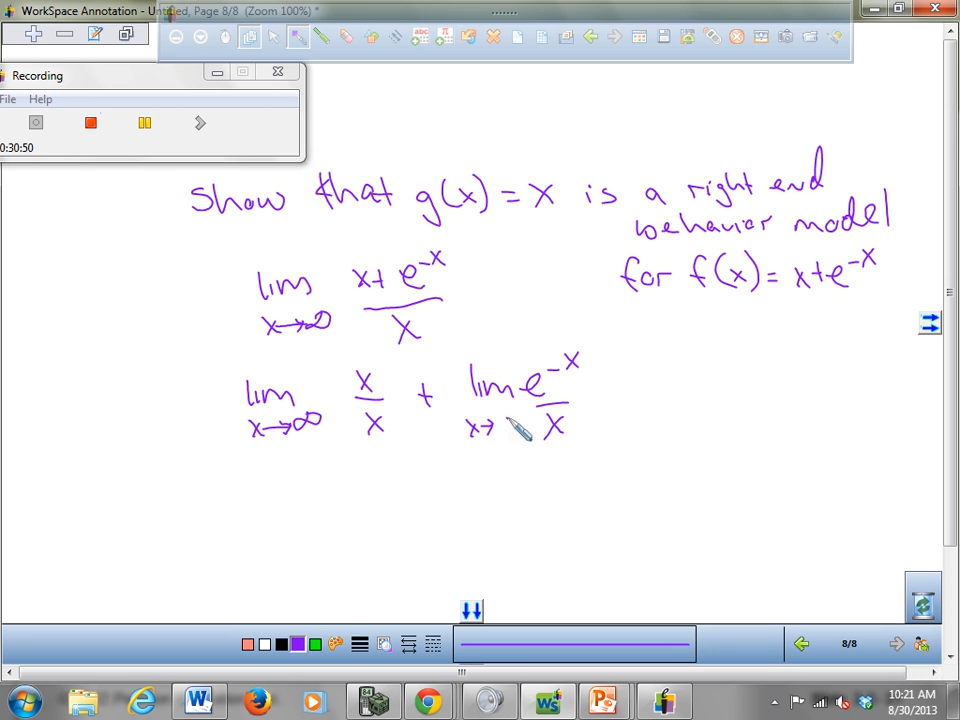 WorkSpace Annotation - Untitled, Page 8/8 (Zoom 100%) *
Recording
File Help
0:30:50
Show that g(x) = x is a right end
behavior model
for f(x) = x+e^-x
lim x→∞ x+e^-x / x
lim x→∞ x/x + lim x→ e^-x / x
8/8
10:21 AM
8/30/2013